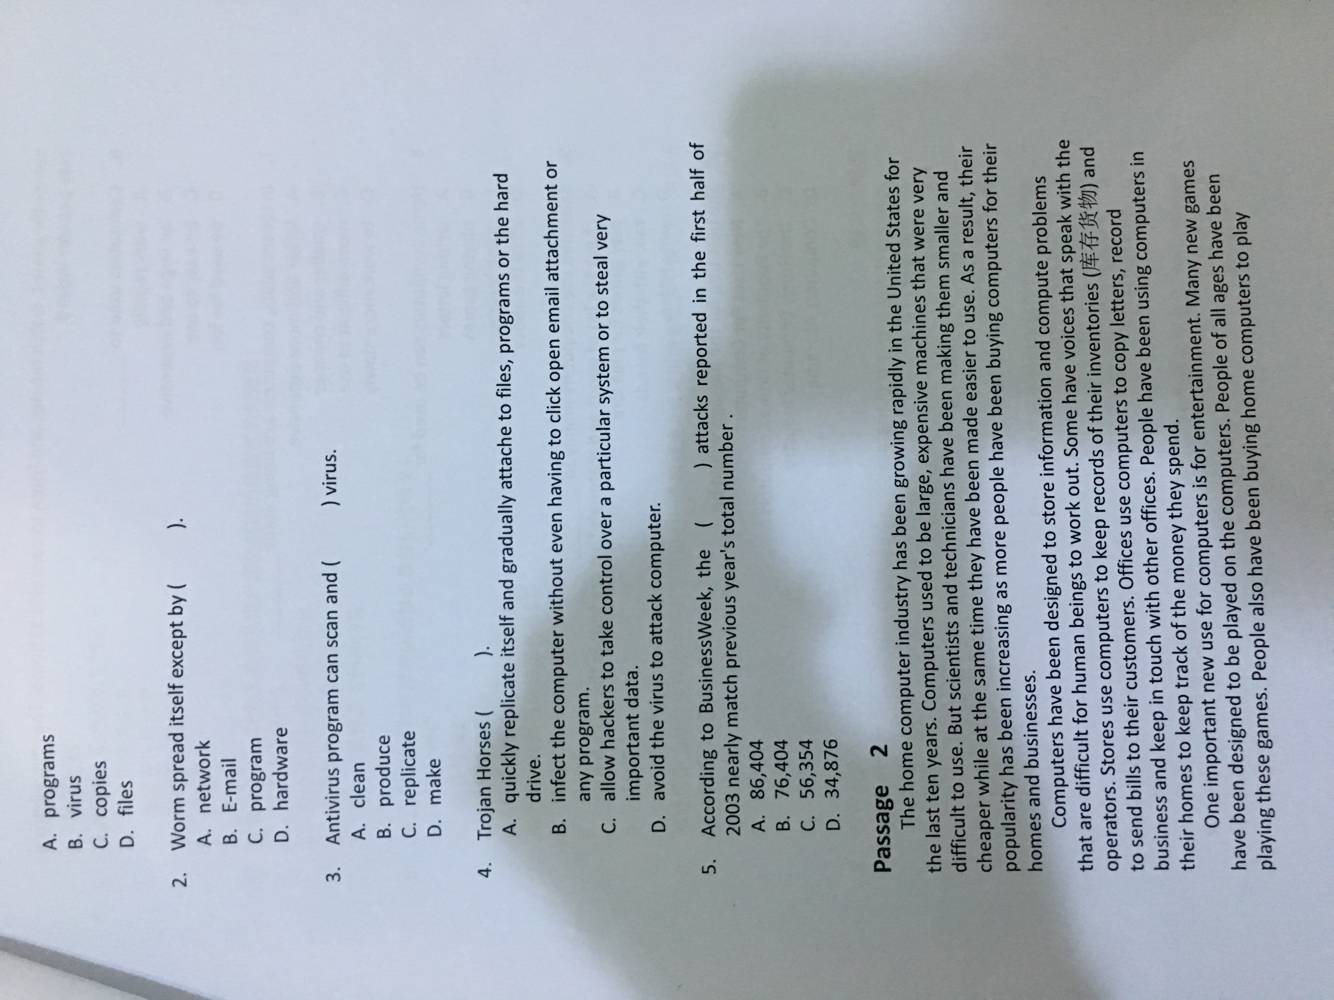 A. programs
B. virus
C. copies
D. files
2. Worm spread itself except by (          ).
A. network
B. E-mail
C. program
D. hardware
3. Antivirus program can scan and (          ) virus.
A. clean
B. produce
C. replicate
D. make
4. Trojan Horses (          ).
A. quickly replicate itself and gradually attache to files, programs or the hard
drive.
B. infect the computer without even having to click open email attachment or
any program.
C. allow hackers to take control over a particular system or to steal very
important data.
D. avoid the virus to attack computer.
5. According to BusinessWeek, the (          ) attacks reported in the first half of
2003 nearly match previous year's total number .
A. 86,404
B. 76,404
C. 56,354
D. 34,876
Passage 2
The home computer industry has been growing rapidly in the United States for
the last ten years. Computers used to be large, expensive machines that were very
difficult to use. But scientists and technicians have been making them smaller and
cheaper while at the same time they have been made easier to use. As a result, their
popularity has been increasing as more people have been buying computers for their
homes and businesses.
Computers have been designed to store information and compute problems
that are difficult for human beings to work out. Some have voices that speak with the
operators. Stores use computers to keep records of their inventories (库存货物) and
to send bills to their customers. Offices use computers to copy letters, record
business and keep in touch with other offices. People have been using computers in
their homes to keep track of the money they spend.
One important new use for computers is for entertainment. Many new games
have been designed to be played on the computers. People of all ages have been
playing these games. People also have been buying home computers to play